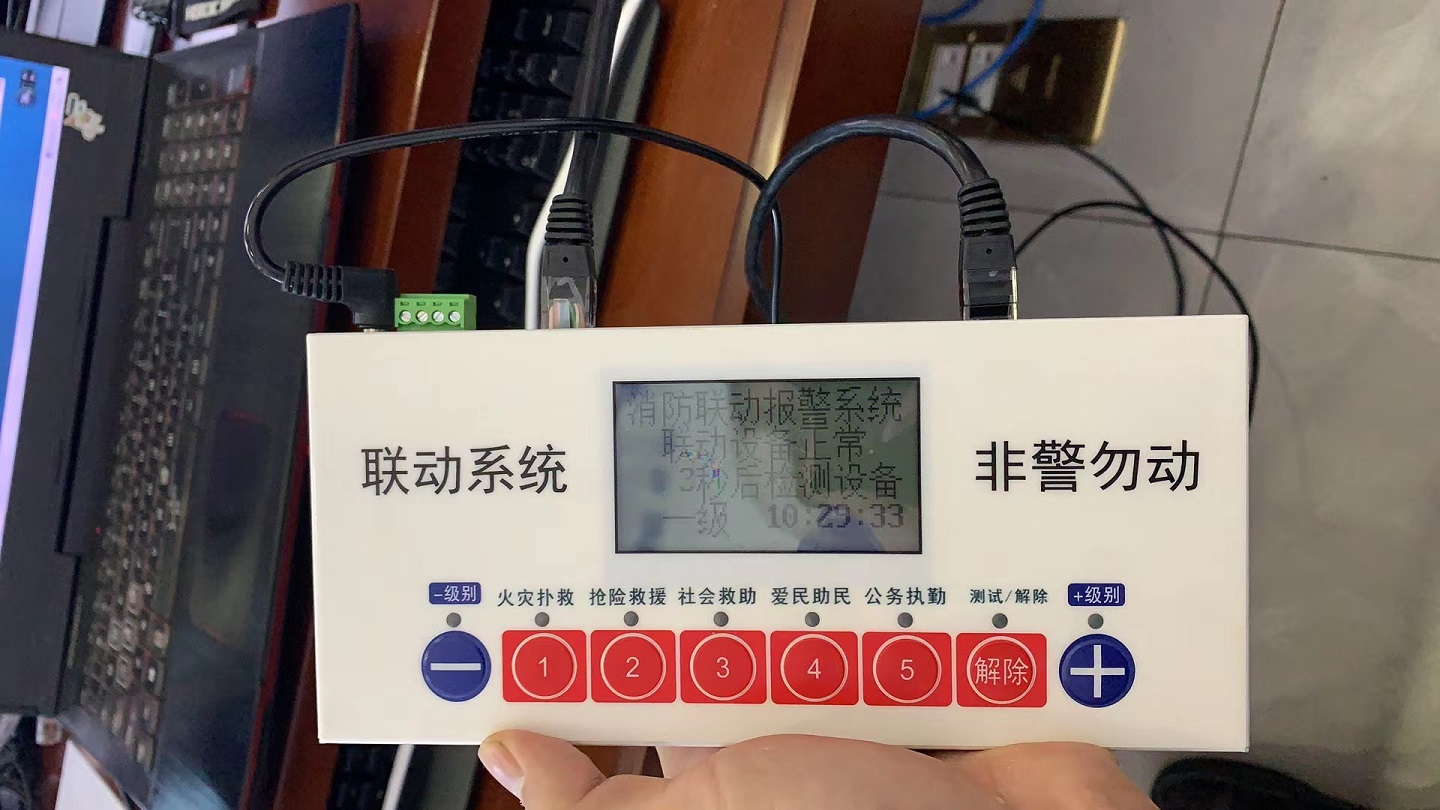 消防联动报警系统
联动设备正常
3秒后检测设备
一级 10:29:33
联动系统
非警勿动
-级别 火灾扑救 抢险救援 社会救助 爱民助民 公务执勤 测试/解除 +级别
1 2 3 4 5 解除